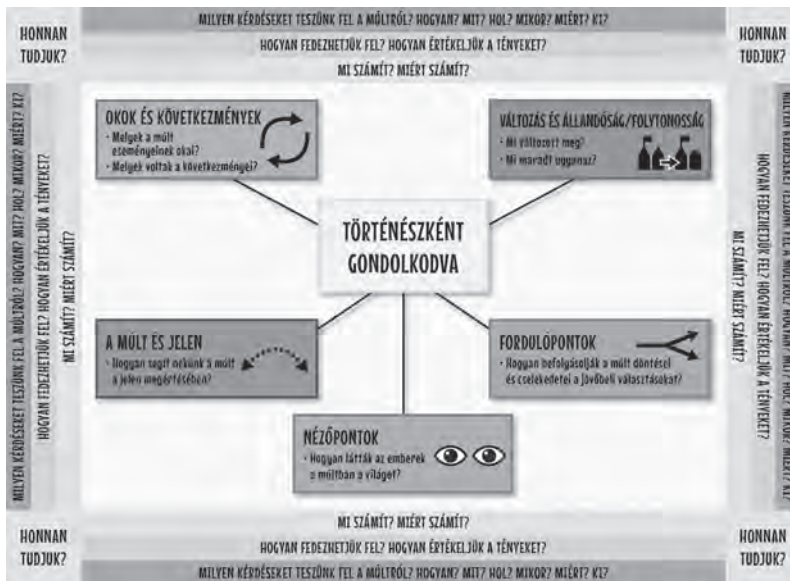 MILYEN KÉRDÉSEKET TESZÜNK FEL A MÚLTRÓL? HOGYAN? MIT? HOL? MIKOR? MIÉRT? KI?
HOGYAN FEDEZHETJÜK FEL? HOGYAN ÉRTÉKELJÜK A TÉNYEKET?
MI SZÁMÍT? MIÉRT SZÁMÍT?
HONNAN
TUDJUK?
HONNAN
TUDJUK?
MILYEN KÉRDÉSEKET TESZÜNK FEL A MÚLTRÓL? HOGYAN? MIT? HOL? MIKOR? MIÉRT? KI?
HOGYAN FEDEZHETJÜK FEL? HOGYAN ÉRTÉKELJÜK A TÉNYEKET?
MI SZÁMÍT? MIÉRT SZÁMÍT?
OKOK ÉS KÖVETKEZMÉNYEK
• Melyek a múlt
eseményeinek okai?
• Melyek voltak a következményei?
VÁLTOZÁS ÉS ÁLLANDÓSÁG/FOLYTONOSSÁG
• Mi változott meg?
• Mi maradt ugyanaz?
TÖRTÉNÉSZKÉNT
GONDOLKODVA
A MÚLT ÉS JELEN
• Hogyan segít nekünk a múlt
a jelen megértésében?
FORDULÓPONTOK
• Hogyan befolyásolják a múlt döntései
és cselekedetei a jövőbeli választásokat?
NÉZŐPONTOK
• Hogyan látták az emberek
a múltban a világot?
MI SZÁMÍT? MIÉRT SZÁMÍT?
HOGYAN FEDEZHETJÜK FEL? HOGYAN ÉRTÉKELJÜK A TÉNYEKET?
MILYEN KÉRDÉSEKET TESZÜNK FEL A MÚLTRÓL? HOGYAN? MIT? HOL? MIKOR? MIÉRT? KI?
MI SZÁMÍT? MIÉRT SZÁMÍT?
HOGYAN FEDEZHETJÜK FEL? HOGYAN ÉRTÉKELJÜK A TÉNYEKET?
MILYEN KÉRDÉSEKET TESZÜNK FEL A MÚLTRÓL? HOGYAN? MIT? HOL? MIKOR? MIÉRT? KI?
HONNAN
TUDJUK?
HONNAN
TUDJUK?